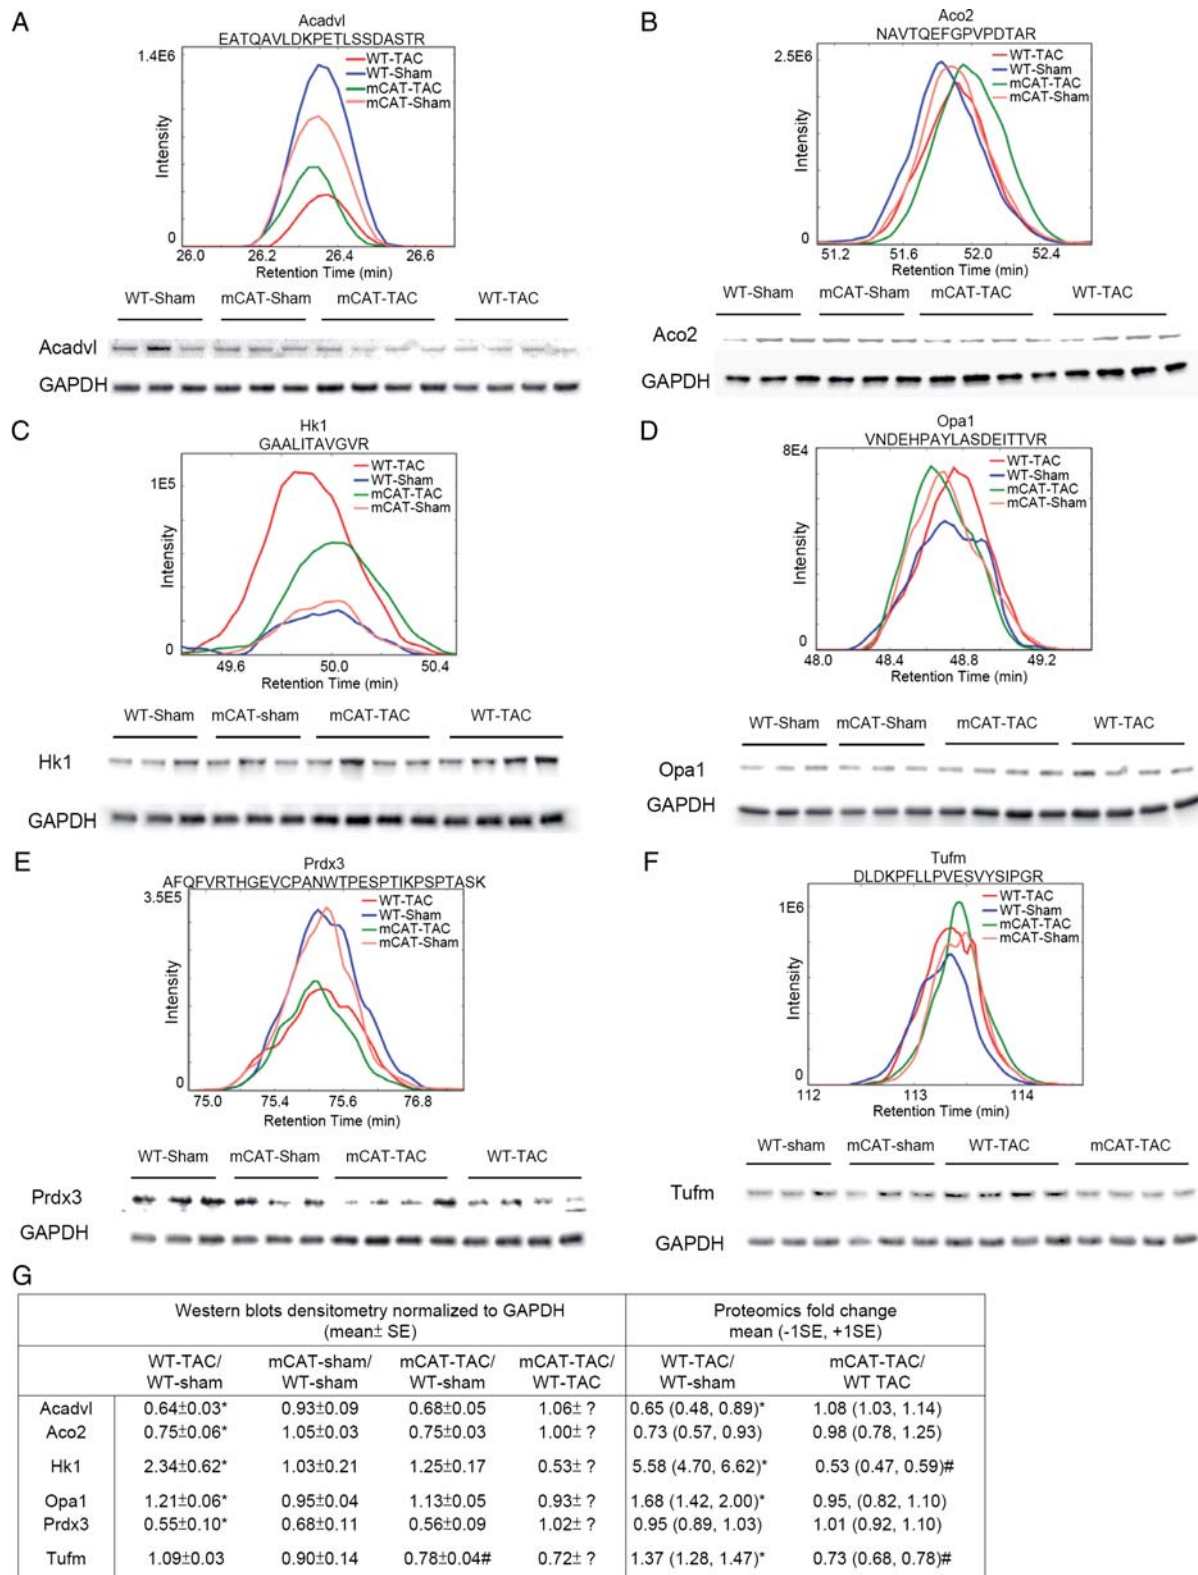 A
Acadvl
EATQAVLDKPETLSSDASTR
1.4E6
WT-TAC
WT-Sham
mCAT-TAC
mCAT-Sham
Intensity
0
26.0 26.2 26.4 26.6
Retention Time (min)
WT-Sham mCAT-Sham mCAT-TAC WT-TAC
Acadvl
GAPDH
B
Aco2
NAVTQEFGPVPDTAR
2.5E6
WT-TAC
WT-Sham
mCAT-TAC
mCAT-Sham
Intensity
0
51.2 51.6 52.0 52.4
Retention Time (min)
WT-Sham mCAT-Sham mCAT-TAC WT-TAC
Aco2
GAPDH
C
Hk1
GAALITAVGVR
1E5
WT-TAC
WT-Sham
mCAT-TAC
mCAT-Sham
Intensity
0
49.6 50.0 50.4
Retention Time (min)
WT-Sham mCAT-sham mCAT-TAC WT-TAC
Hk1
GAPDH
D
Opa1
VNDEHPAYLASDEITTVR
8E4
WT-TAC
WT-Sham
mCAT-TAC
mCAT-Sham
Intensity
0
48.0 48.4 48.8 49.2
Retention Time (min)
WT-Sham mCAT-Sham mCAT-TAC WT-TAC
Opa1
GAPDH
E
Prdx3
AFQFVRTHGEVCPANWTPESPTIKPSPTASK
3.5E5
WT-TAC
WT-Sham
mCAT-TAC
mCAT-Sham
Intensity
0
75.0 75.4 75.6 76.8
Retention Time (min)
WT-Sham mCAT-Sham mCAT-TAC WT-TAC
Prdx3
GAPDH
F
Tufm
DLDKPFLLPVESVYSIPGR
1E6
WT-TAC
WT-Sham
mCAT-TAC
mCAT-Sham
Intensity
0
112 113 114
Retention Time (min)
WT-sham mCAT-sham WT-TAC mCAT-TAC
Tufm
GAPDH
G
Western blots densitometry normalized to GAPDH Proteomics fold change
(mean± SE) mean (-1SE, +1SE)
WT-TAC/ mCAT-sham/ mCAT-TAC/ mCAT-TAC/ WT-TAC/ mCAT-TAC/
WT-sham WT-sham WT-sham WT-TAC WT-sham WT TAC
Acadvl 0.64±0.03* 0.93±0.09 0.68±0.05 1.06± ? 0.65 (0.48, 0.89)* 1.08 (1.03, 1.14)
Aco2 0.75±0.06* 1.05±0.03 0.75±0.03 1.00± ? 0.73 (0.57, 0.93) 0.98 (0.78, 1.25)
Hk1 2.34±0.62* 1.03±0.21 1.25±0.17 0.53± ? 5.58 (4.70, 6.62)* 0.53 (0.47, 0.59)#
Opa1 1.21±0.06* 0.95±0.04 1.13±0.05 0.93± ? 1.68 (1.42, 2.00)* 0.95, (0.82, 1.10)
Prdx3 0.55±0.10* 0.68±0.11 0.56±0.09 1.02± ? 0.95 (0.89, 1.03) 1.01 (0.92, 1.10)
Tufm 1.09±0.03 0.90±0.14 0.78±0.04# 0.72± ? 1.37 (1.28, 1.47)* 0.73 (0.68, 0.78)#